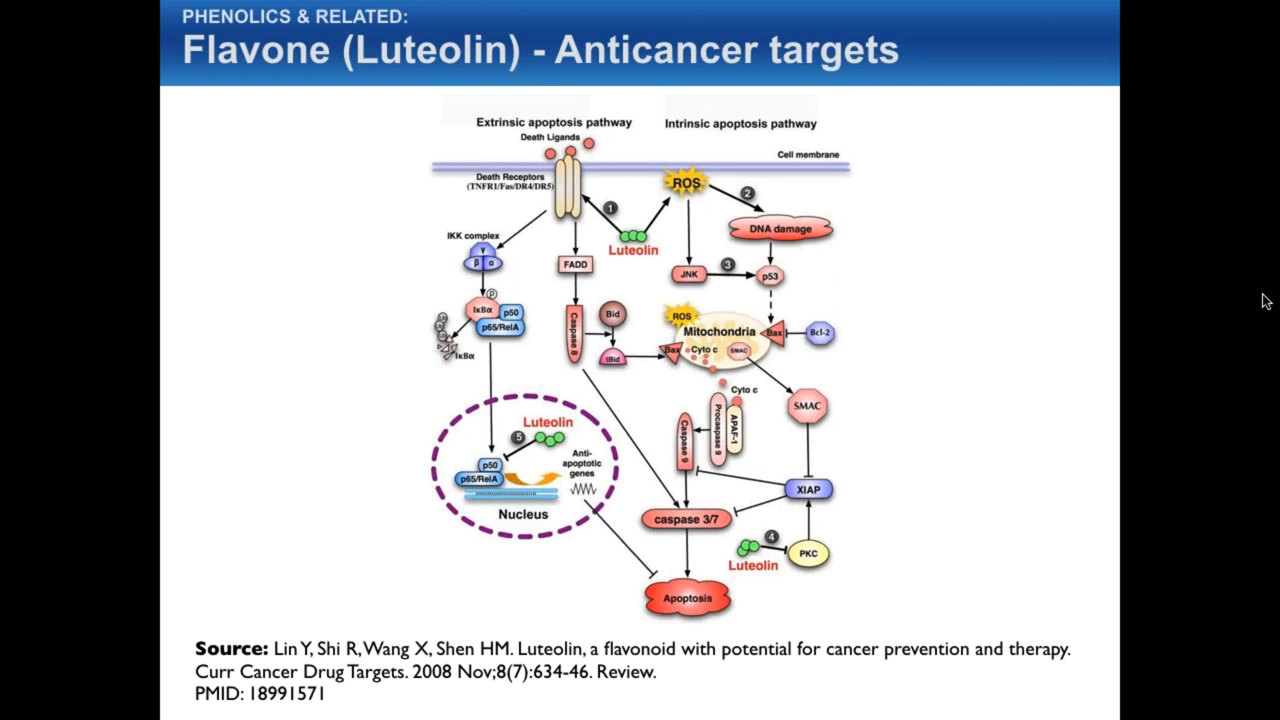 PHENOLICS & RELATED:
Flavone (Luteolin) - Anticancer targets
Extrinsic apoptosis pathway
Intrinsic apoptosis pathway
Death Ligands
Cell membrane
Death Receptors
(TNFR1/Fas/DR4/DR5)
ROS
1
2
Luteolin
DNA damage
IKK complex
γ
β α
FADD
JNK
3
p53
P
IκBα
p50
p65/RelA
IκBα
Caspase 8
Bid
tBid
ROS
Mitochondria
Bax
Bcl-2
Bax
Cyto c
SMAC
Cyto c
SMAC
Caspase 9
Procaspase 9
APAF-1
Luteolin
5
Anti-
apoptotic
genes
p50
p65/RelA
Nucleus
XIAP
caspase 3/7
4
Luteolin
PKC
Apoptosis
Source: Lin Y, Shi R, Wang X, Shen HM. Luteolin, a flavonoid with potential for cancer prevention and therapy.
Curr Cancer Drug Targets. 2008 Nov;8(7):634-46. Review.
PMID: 18991571